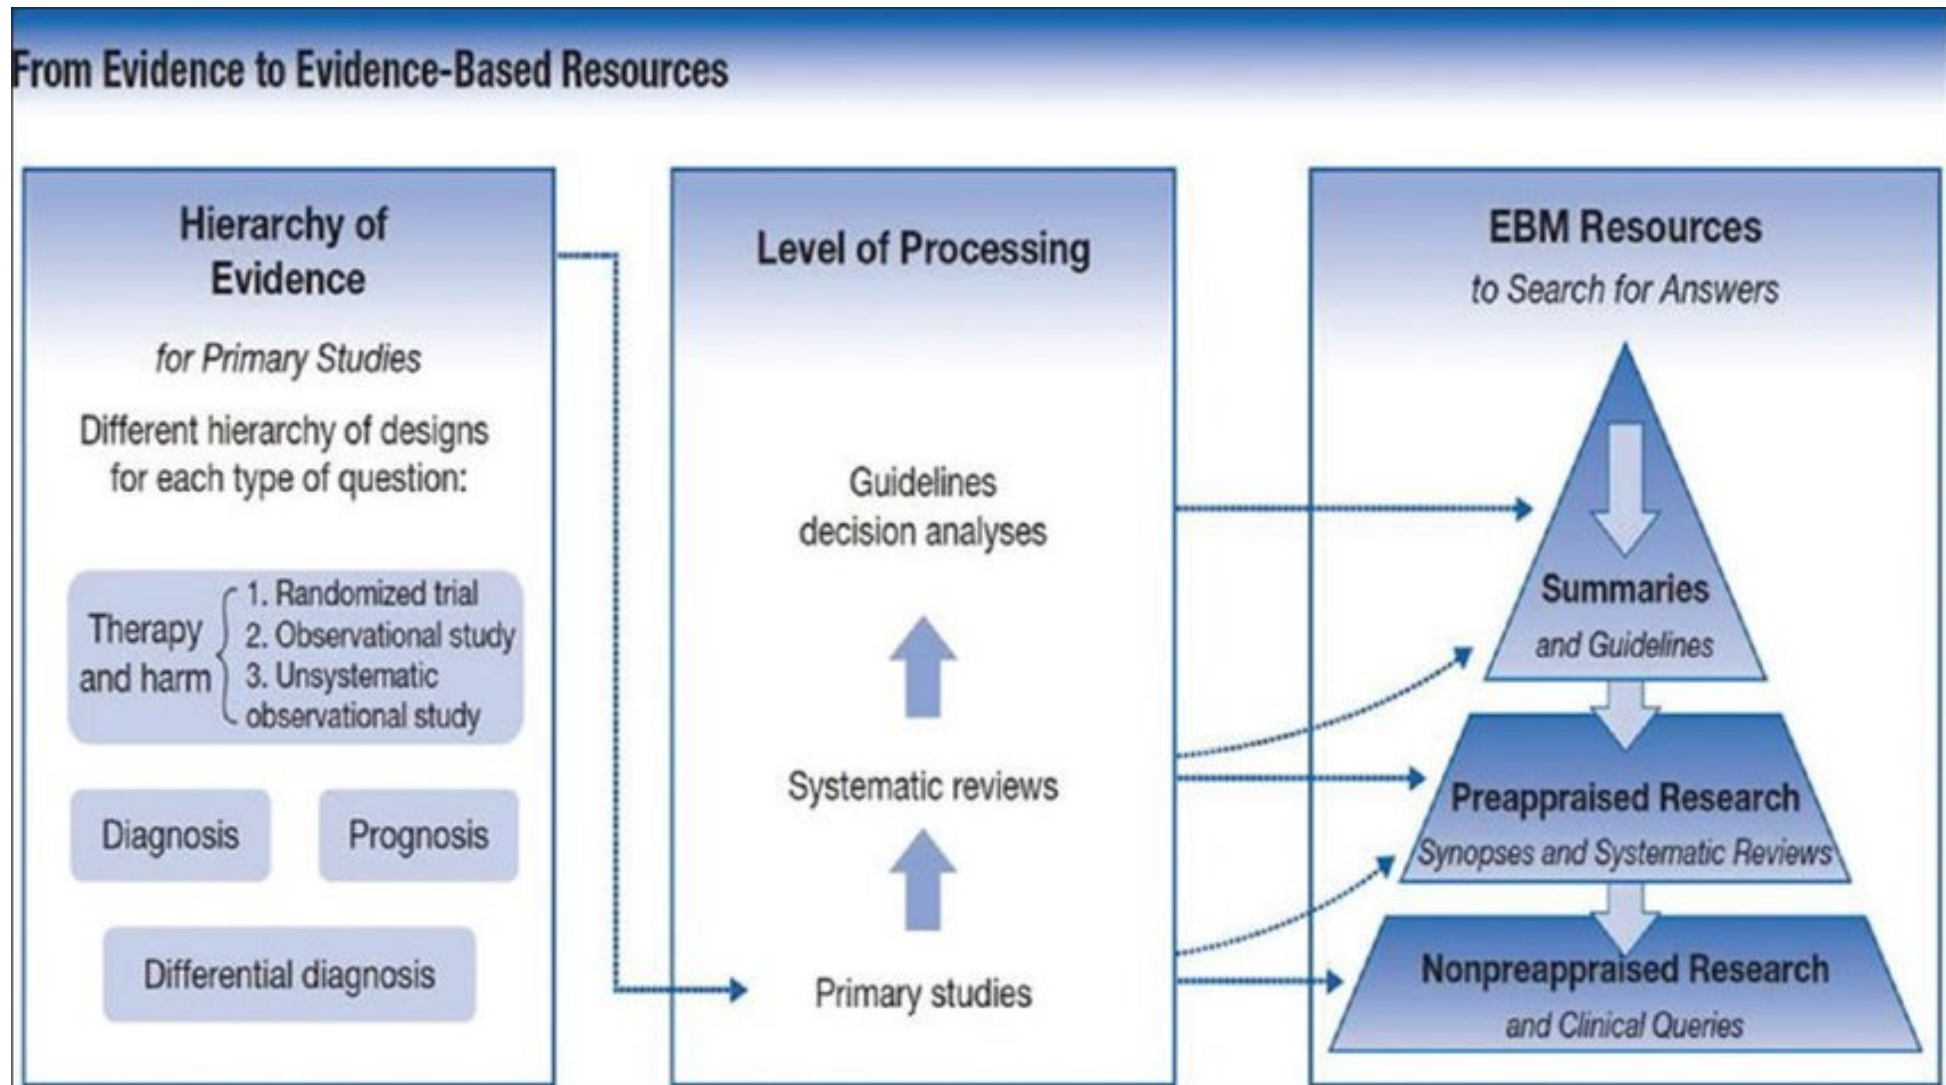 From Evidence to Evidence-Based Resources
Hierarchy of
Evidence
for Primary Studies
Different hierarchy of designs
for each type of question:
Therapy
and harm
1. Randomized trial
2. Observational study
3. Unsystematic
observational study
Diagnosis
Prognosis
Differential diagnosis
Level of Processing
Guidelines
decision analyses
Systematic reviews
Primary studies
EBM Resources
to Search for Answers
Summaries
and Guidelines
Preappraised Research
Synopses and Systematic Reviews
Nonpreappraised Research
and Clinical Queries